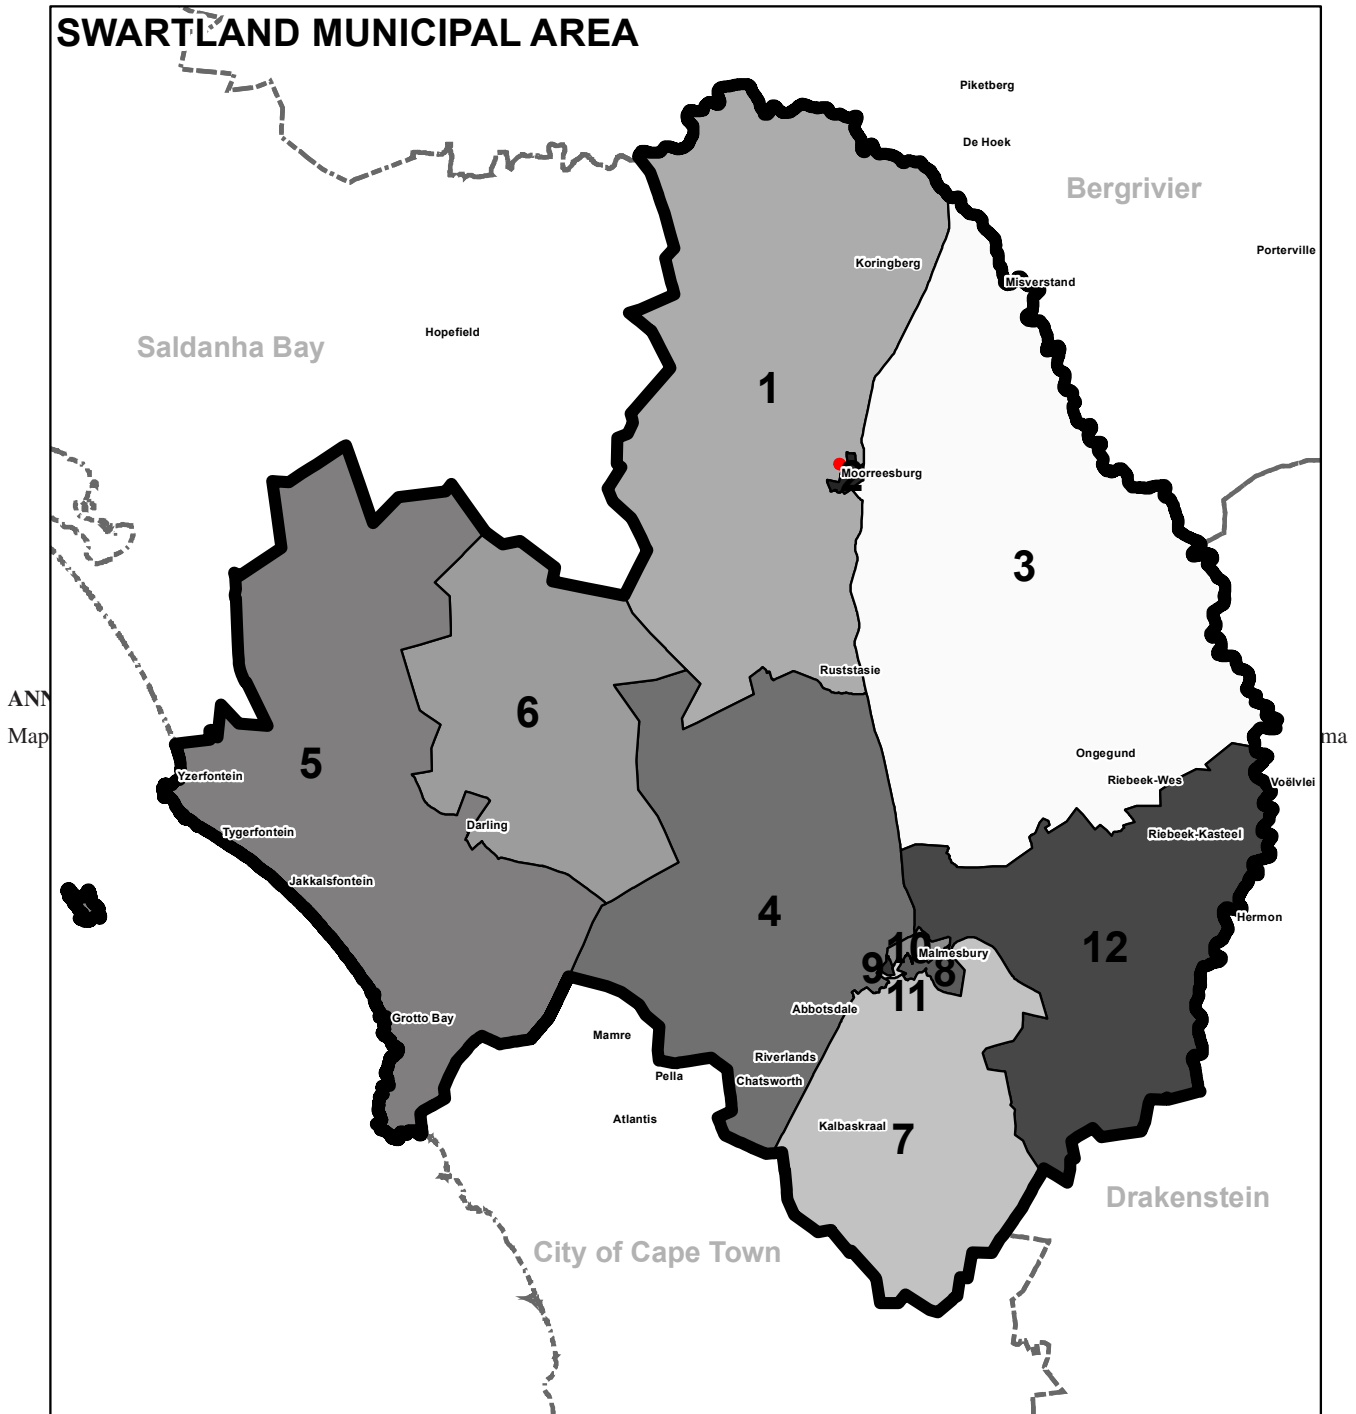 SWARTLAND MUNICIPAL AREA
Piketberg
De Hoek
Bergrivier
Porterville
Koringberg
Misverstand
Hopefield
Saldanha Bay
1
Moorreesburg
2
3
Ruststasie
ANN
6
Map
ma
5
Ongegund
Yzerfontein
Riebeek-Wes
Voëlvlei
Darling
Tygerfontein
Riebeek-Kasteel
Jakkalsfontein
4
Hermon
10
12
Malmesbury
9
8
11
Abbotsdale
Grotto Bay
Mamre
Riverlands
Pella
Chatsworth
Atlantis
Kalbaskraal
7
Drakenstein
City of Cape Town